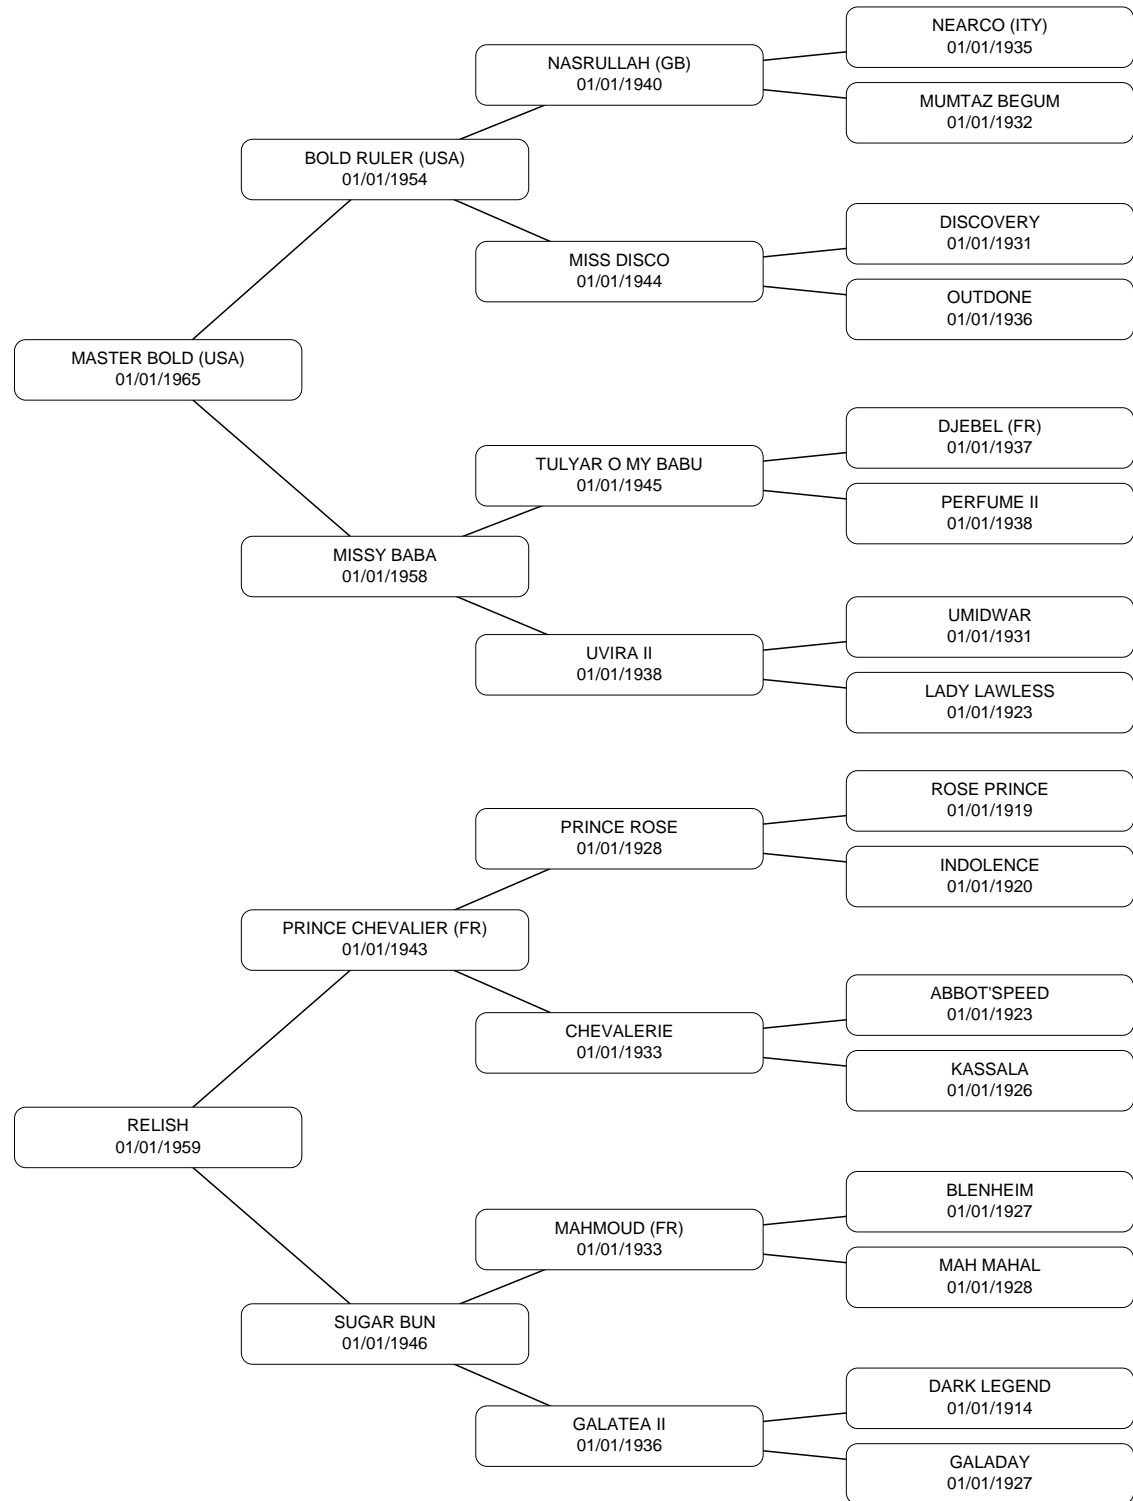 NEARCO (ITY)
01/01/1935
NASRULLAH (GB)
01/01/1940
MUMTAZ BEGUM
01/01/1932
BOLD RULER (USA)
01/01/1954
DISCOVERY
01/01/1931
MISS DISCO
01/01/1944
OUTDONE
01/01/1936
MASTER BOLD (USA)
01/01/1965
DJEBEL (FR)
01/01/1937
TULYAR O MY BABU
01/01/1945
PERFUME II
01/01/1938
MISSY BABA
01/01/1958
UMIDWAR
01/01/1931
UVIRA II
01/01/1938
LADY LAWLESS
01/01/1923
ROSE PRINCE
01/01/1919
PRINCE ROSE
01/01/1928
INDOLENCE
01/01/1920
PRINCE CHEVALIER (FR)
01/01/1943
ABBOT'SPEED
01/01/1923
CHEVALERIE
01/01/1933
KASSALA
01/01/1926
RELISH
01/01/1959
BLENHEIM
01/01/1927
MAHMOUD (FR)
01/01/1933
MAH MAHAL
01/01/1928
SUGAR BUN
01/01/1946
DARK LEGEND
01/01/1914
GALATEA II
01/01/1936
GALADAY
01/01/1927